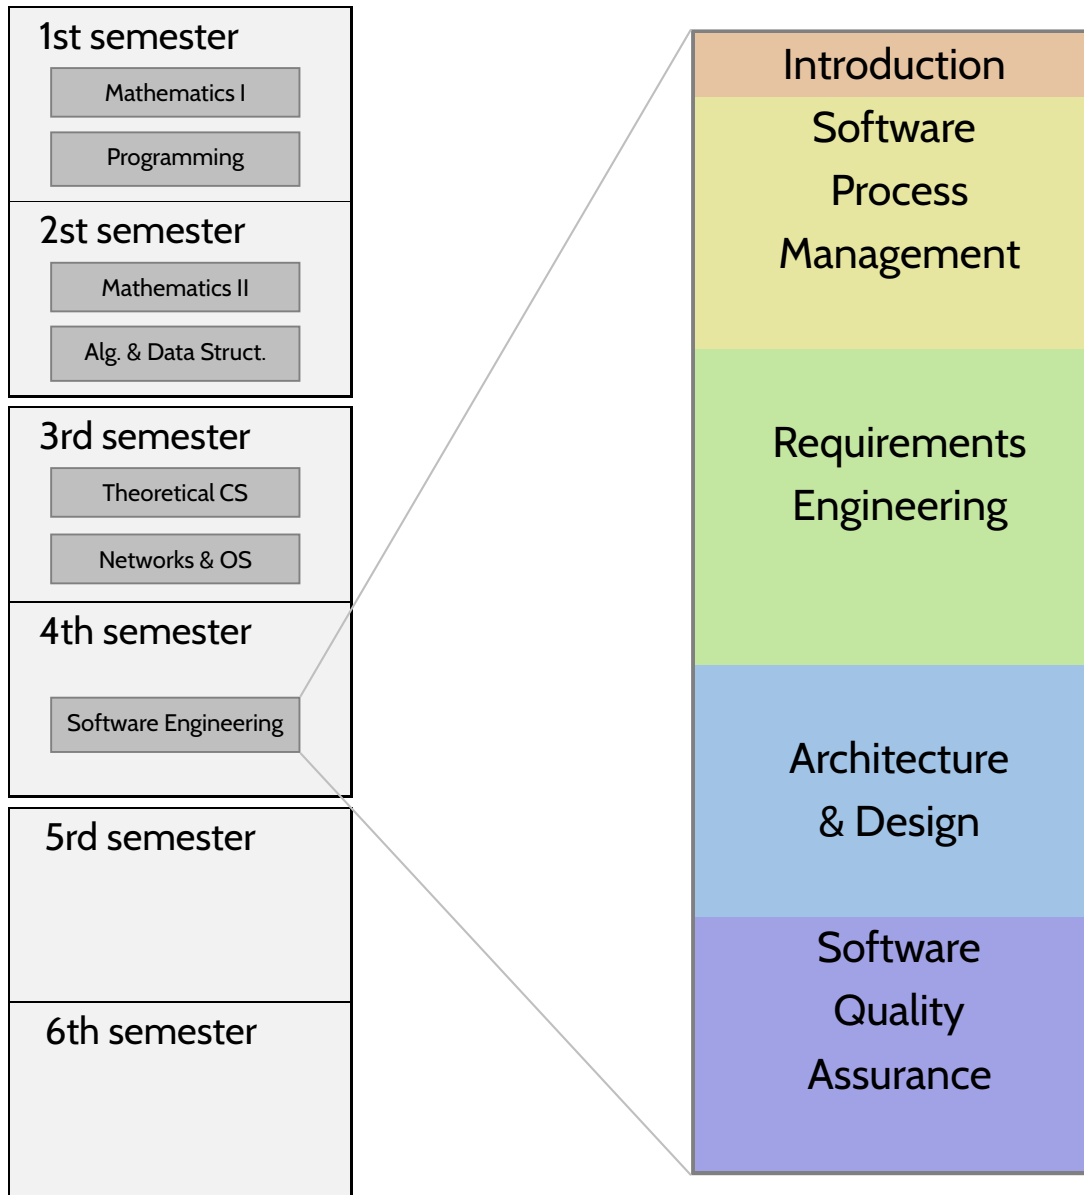 1st semester
Mathematics I
Programming
2st semester
Mathematics II
Alg. & Data Struct.
3rd semester
Theoretical CS
Networks & OS
4th semester
Software Engineering
5rd semester
6th semester
Introduction
Software
Process
Management
Requirements
Engineering
Architecture
& Design
Software
Quality
Assurance